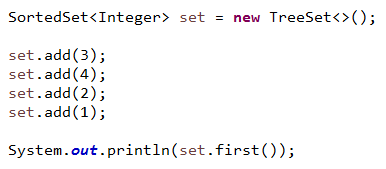 SortedSet<Integer> set = new TreeSet<>();
set.add(3);
set.add(4);
set.add(2);
set.add(1);
System.out.println(set.first());